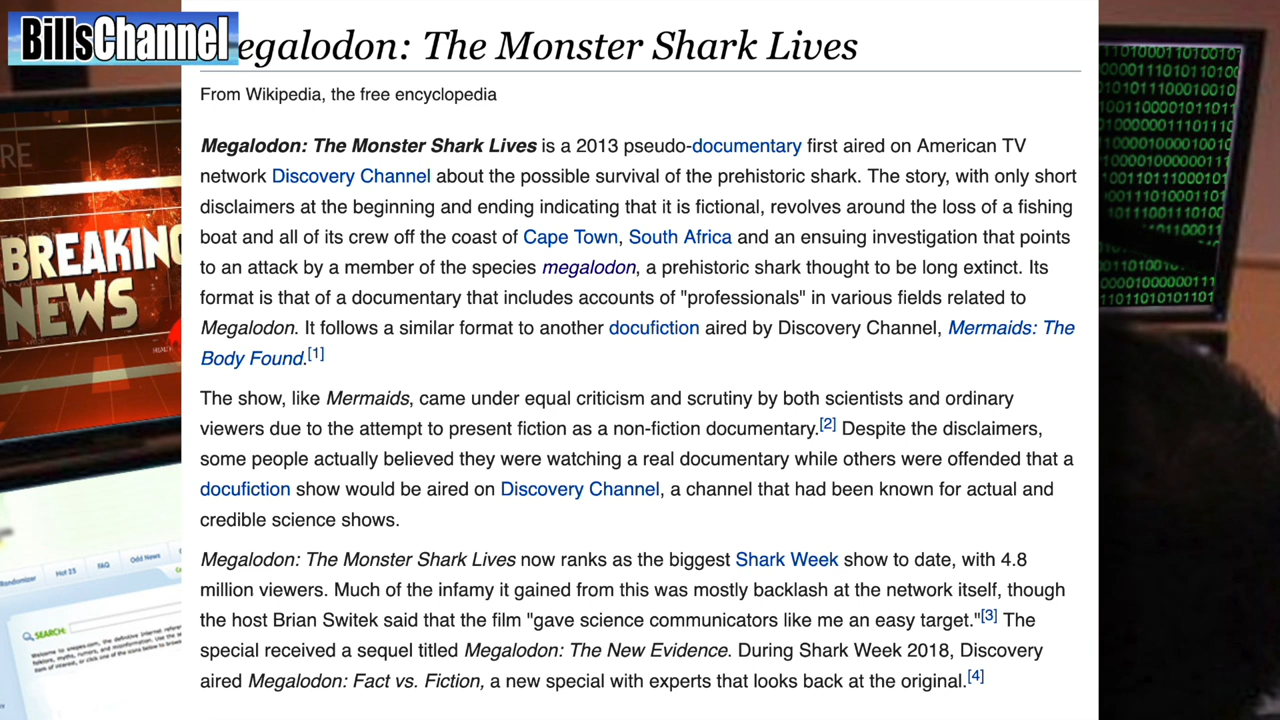 BillsChannel
egalodon: The Monster Shark Lives
From Wikipedia, the free encyclopedia
Megalodon: The Monster Shark Lives is a 2013 pseudo-documentary first aired on American TV
network Discovery Channel about the possible survival of the prehistoric shark. The story, with only short
disclaimers at the beginning and ending indicating that it is fictional, revolves around the loss of a fishing
boat and all of its crew off the coast of Cape Town, South Africa and an ensuing investigation that points
to an attack by a member of the species megalodon, a prehistoric shark thought to be long extinct. Its
format is that of a documentary that includes accounts of "professionals" in various fields related to
Megalodon. It follows a similar format to another docufiction aired by Discovery Channel, Mermaids: The
Body Found.[1]
The show, like Mermaids, came under equal criticism and scrutiny by both scientists and ordinary
viewers due to the attempt to present fiction as a non-fiction documentary.[2] Despite the disclaimers,
some people actually believed they were watching a real documentary while others were offended that a
docufiction show would be aired on Discovery Channel, a channel that had been known for actual and
credible science shows.
Megalodon: The Monster Shark Lives now ranks as the biggest Shark Week show to date, with 4.8
million viewers. Much of the infamy it gained from this was mostly backlash at the network itself, though
the host Brian Switek said that the film "gave science communicators like me an easy target."[3] The
special received a sequel titled Megalodon: The New Evidence. During Shark Week 2018, Discovery
aired Megalodon: Fact vs. Fiction, a new special with experts that looks back at the original.[4]
BREAKING
NEWS
Randomizer Hot 25 FAQ Odd News
SEARCH: